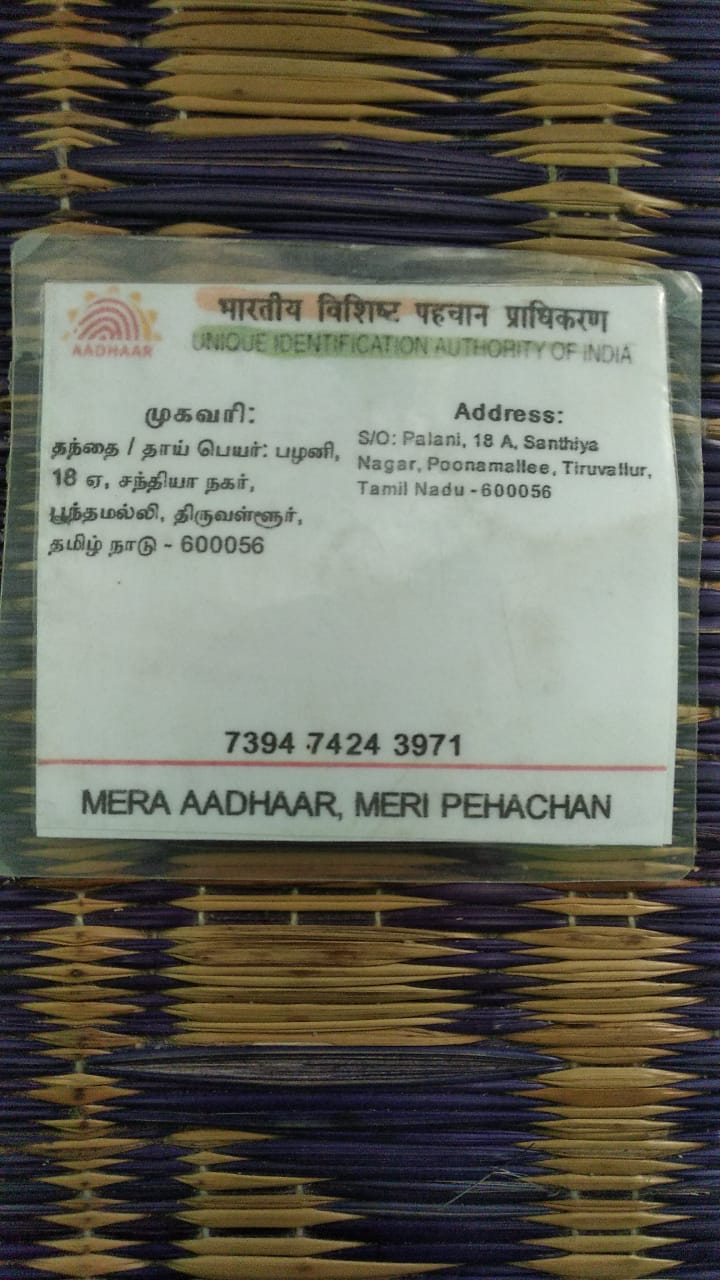 भारतीय विशिष्ट पहचान प्राधिकरण
AADHAAR
UNIQUE IDENTIFICATION AUTHORITY OF INDIA
முகவரி:
தந்தை / தாய் பெயர்: பழனி,
18 ஏ, சந்தியா நகர்,
பூந்தமல்லி, திருவள்ளூர்,
தமிழ் நாடு - 600056
Address:
S/O: Palani, 18 A, Santhiya
Nagar, Poonamallee, Tiruvallur,
Tamil Nadu - 600056
7394 7424 3971
MERA AADHAAR, MERI PEHACHAN